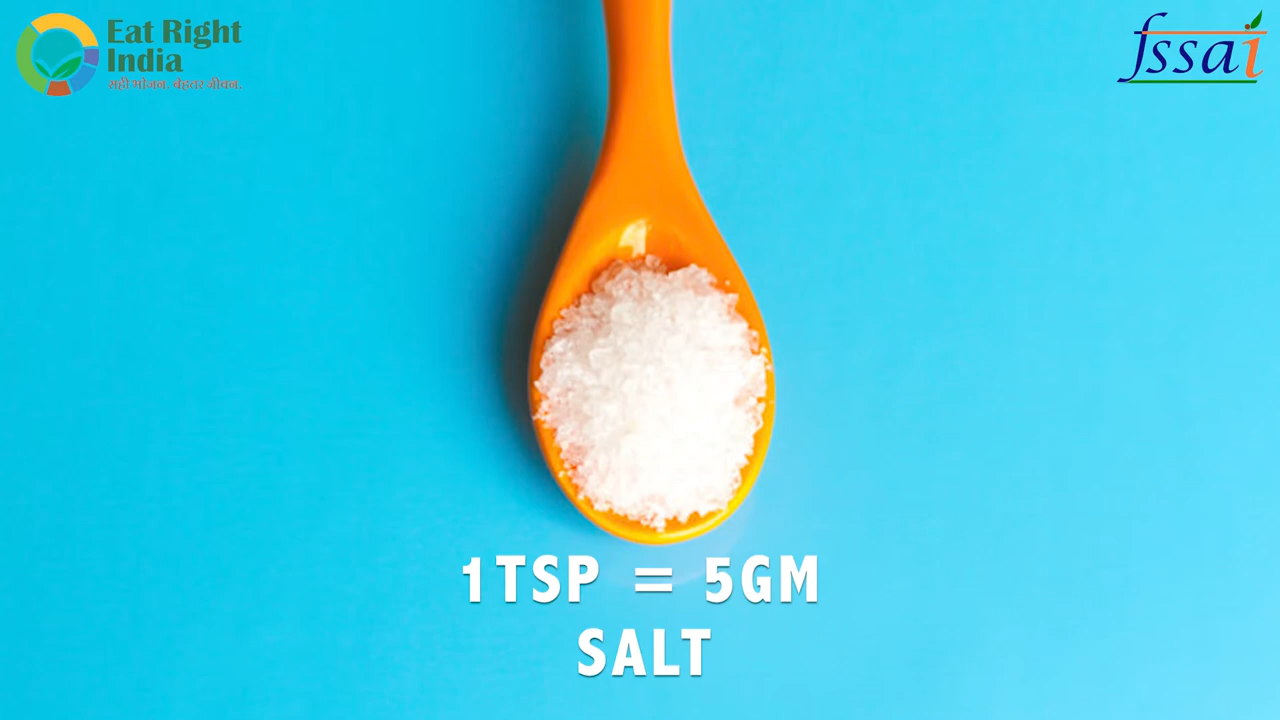 Eat Right
India
सही भोजन. बेहतर जीवन.
fssai
1TSP = 5GM
SALT